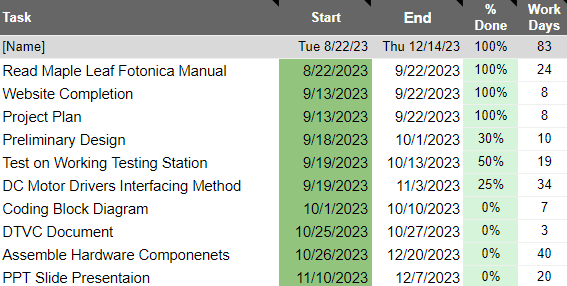 Task Start End % Done Work Days
[Name] Tue 8/22/23 Thu 12/14/23 100% 83
Read Maple Leaf Fotonica Manual 8/22/2023 9/22/2023 100% 24
Website Completion 9/13/2023 9/22/2023 100% 8
Project Plan 9/13/2023 9/22/2023 100% 8
Preliminary Design 9/18/2023 10/1/2023 30% 10
Test on Working Testing Station 9/19/2023 10/13/2023 50% 19
DC Motor Drivers Interfacing Method 9/19/2023 11/3/2023 25% 34
Coding Block Diagram 10/1/2023 10/10/2023 0% 7
DTVC Document 10/25/2023 10/27/2023 0% 3
Assemble Hardware Componenets 10/26/2023 12/20/2023 0% 40
PPT Slide Presentaion 11/10/2023 12/7/2023 0% 20